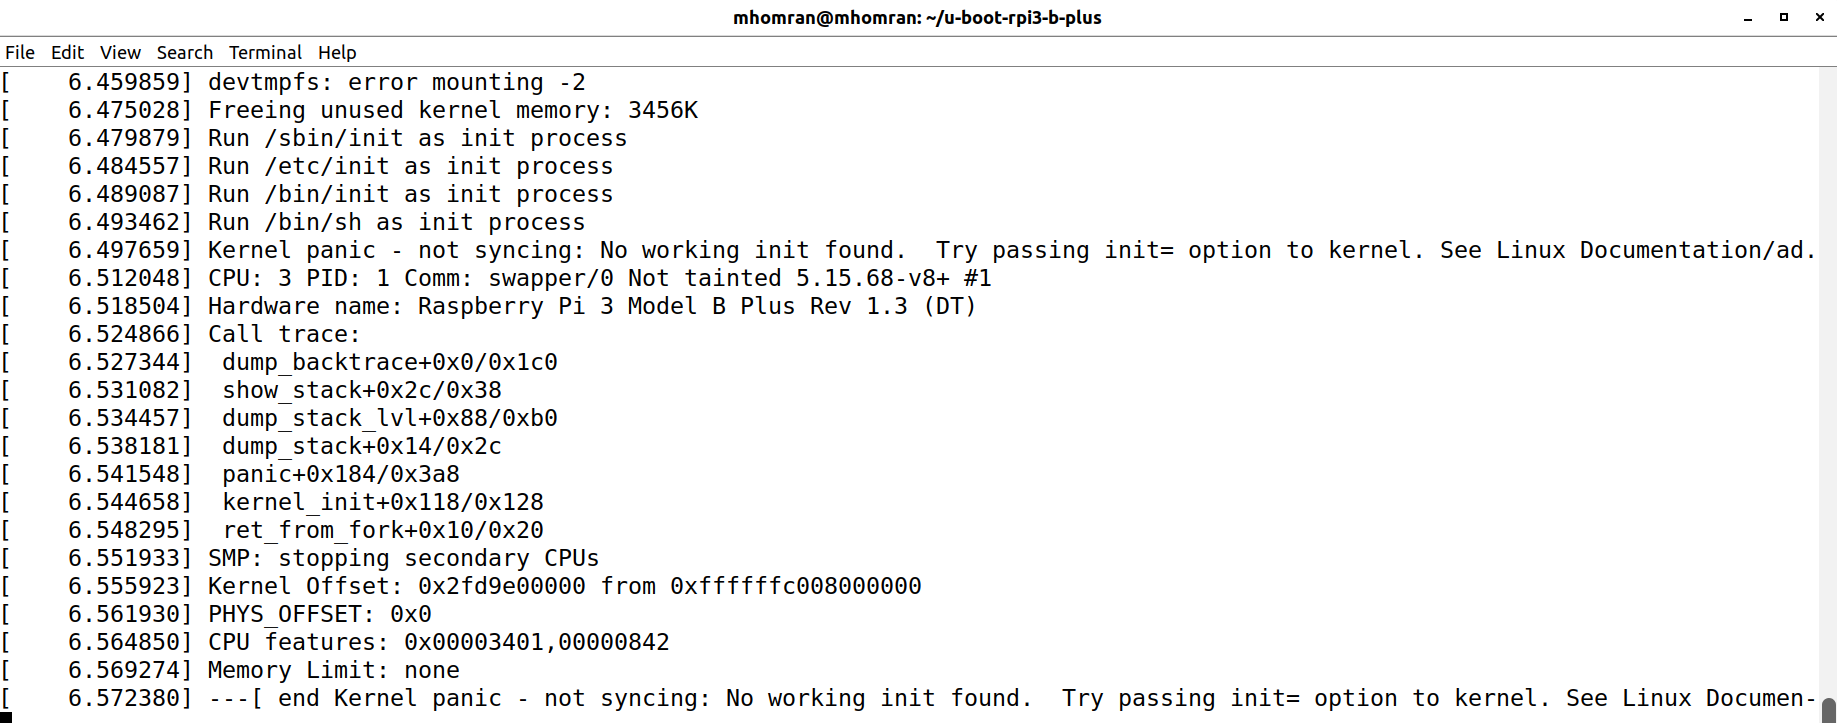 mhomran@mhomran: ~/u-boot-rpi3-b-plus
File Edit View Search Terminal Help
[    6.459859] devtmpfs: error mounting -2
[    6.475028] Freeing unused kernel memory: 3456K
[    6.479879] Run /sbin/init as init process
[    6.484557] Run /etc/init as init process
[    6.489087] Run /bin/init as init process
[    6.493462] Run /bin/sh as init process
[    6.497659] Kernel panic - not syncing: No working init found.  Try passing init= option to kernel. See Linux Documentation/ad.
[    6.512048] CPU: 3 PID: 1 Comm: swapper/0 Not tainted 5.15.68-v8+ #1
[    6.518504] Hardware name: Raspberry Pi 3 Model B Plus Rev 1.3 (DT)
[    6.524866] Call trace:
[    6.527344]  dump_backtrace+0x0/0x1c0
[    6.531082]  show_stack+0x2c/0x38
[    6.534457]  dump_stack_lvl+0x88/0xb0
[    6.538181]  dump_stack+0x14/0x2c
[    6.541548]  panic+0x184/0x3a8
[    6.544658]  kernel_init+0x118/0x128
[    6.548295]  ret_from_fork+0x10/0x20
[    6.551933] SMP: stopping secondary CPUs
[    6.555923] Kernel Offset: 0x2fd9e00000 from 0xffffffc008000000
[    6.561930] PHYS_OFFSET: 0x0
[    6.564850] CPU features: 0x00003401,00000842
[    6.569274] Memory Limit: none
[    6.572380] ---[ end Kernel panic - not syncing: No working init found.  Try passing init= option to kernel. See Linux Documen-